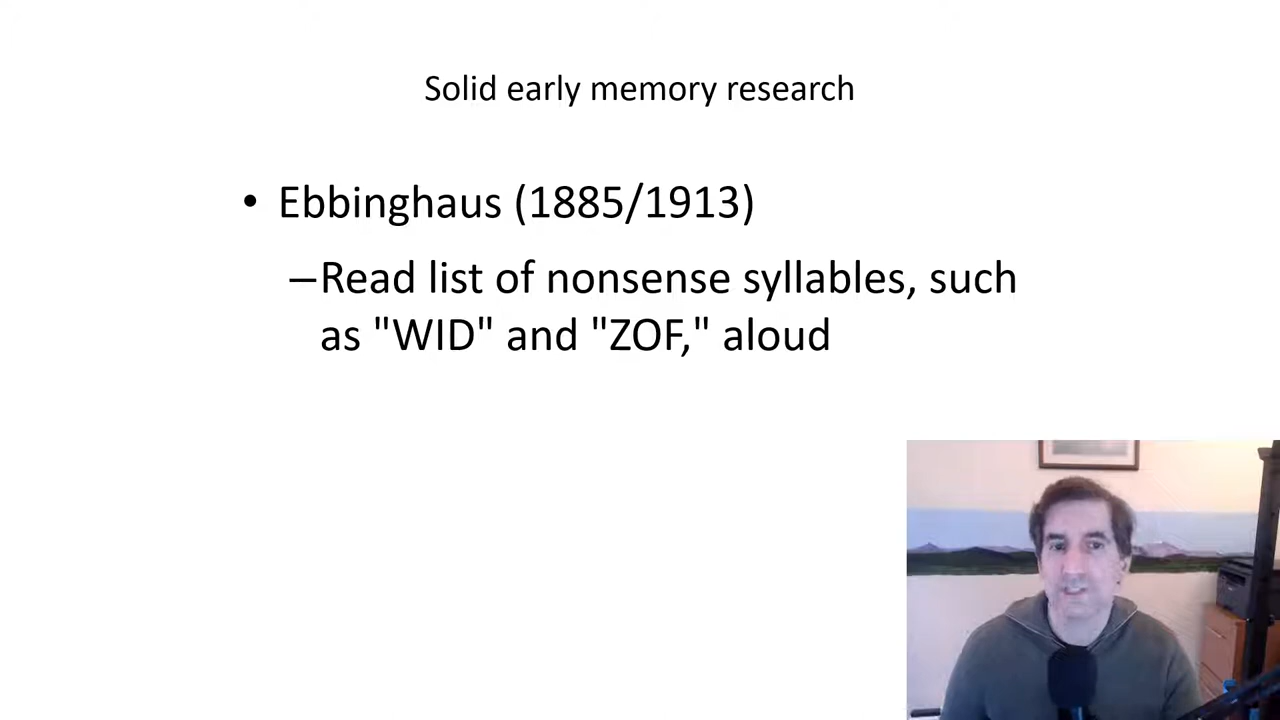 Solid early memory research
• Ebbinghaus (1885/1913)
–Read list of nonsense syllables, such
as "WID" and "ZOF," aloud